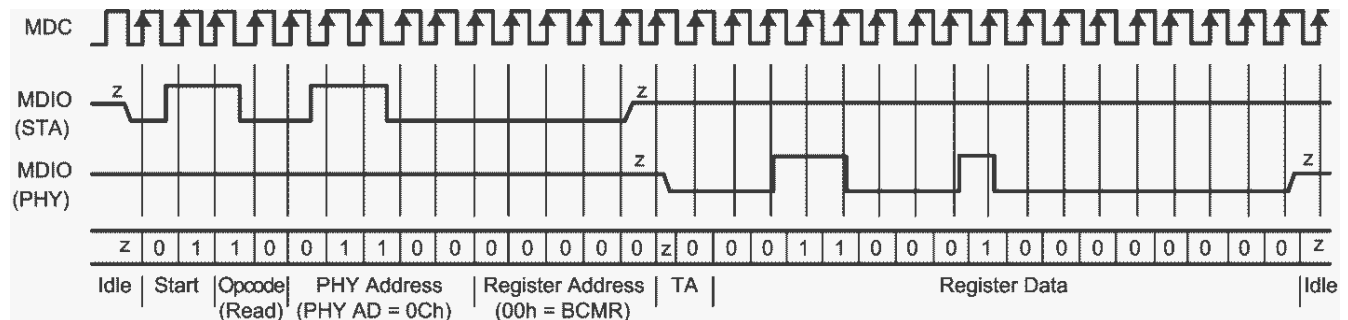 MDC
z
MDIO
(STA)
z
z
MDIO
(PHY)
z
z 0 1 1 0 0 1 1 0 0 0 0 0 0 0 z 0 0 0 1 1 0 0 0 1 0 0 0 0 0 0 0 0 z
Idle Start Opcode PHY Address Register Address TA Register Data Idle
(Read) (PHY AD = 0Ch) (00h = BCMR)